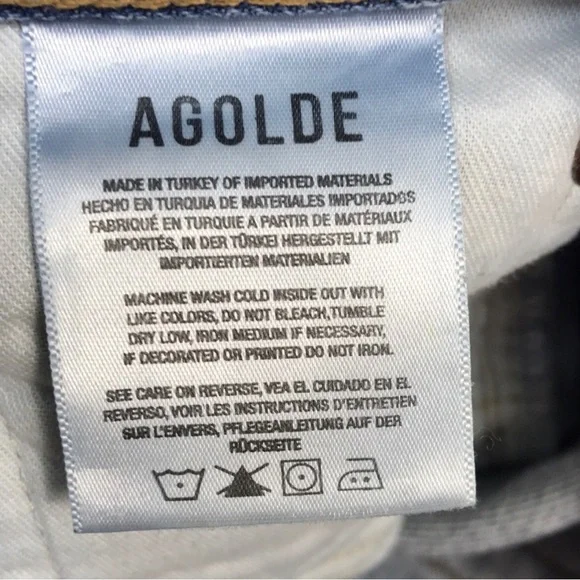 AGOLDE
MADE IN TURKEY OF IMPORTED MATERIALS
HECHO EN TURQUIA DE MATERIALES IMPORTADOS
FABRIQUÉ EN TURQUIE A PARTIR DE MATÉRIAUX
IMPORTÉS, IN DER TÜRKEI HERGESTELLT MIT
IMPORTIERTEN MATERIALIEN
MACHINE WASH COLD INSIDE OUT WITH
LIKE COLORS, DO NOT BLEACH,TUMBLE
DRY LOW, IRON MEDIUM IF NECESSARY,
IF DECORATED OR PRINTED DO NOT IRON.
SEE CARE ON REVERSE, VEA EL CUIDADO EN EL
REVERSO, VOIR LES INSTRUCTIONS D'ENTRETIEN
SUR L'ENVERS, PFLEGEANLEITUNG AUF DER
RÜCKSEITE